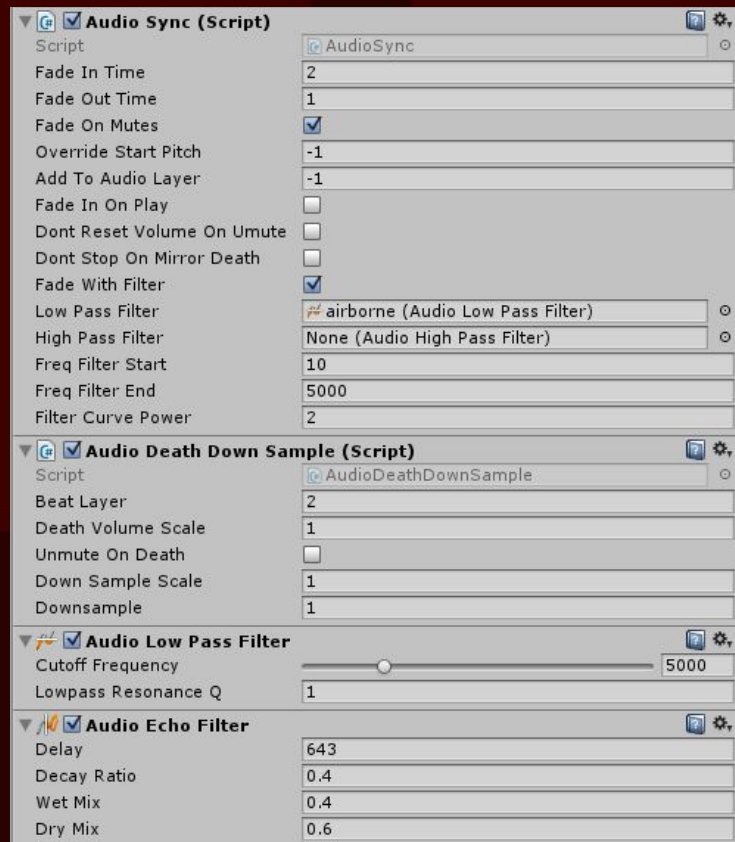 Audio Sync (Script)
Script AudioSync
Fade In Time 2
Fade Out Time 1
Fade On Mutes
Override Start Pitch -1
Add To Audio Layer -1
Fade In On Play
Dont Reset Volume On Umute
Dont Stop On Mirror Death
Fade With Filter
Low Pass Filter airborne (Audio Low Pass Filter)
High Pass Filter None (Audio High Pass Filter)
Freq Filter Start 10
Freq Filter End 5000
Filter Curve Power 2
Audio Death Down Sample (Script)
Script AudioDeathDownSample
Beat Layer 2
Death Volume Scale 1
Unmute On Death
Down Sample Scale 1
Downsample 1
Audio Low Pass Filter
Cutoff Frequency 5000
Lowpass Resonance Q 1
Audio Echo Filter
Delay 643
Decay Ratio 0.4
Wet Mix 0.4
Dry Mix 0.6